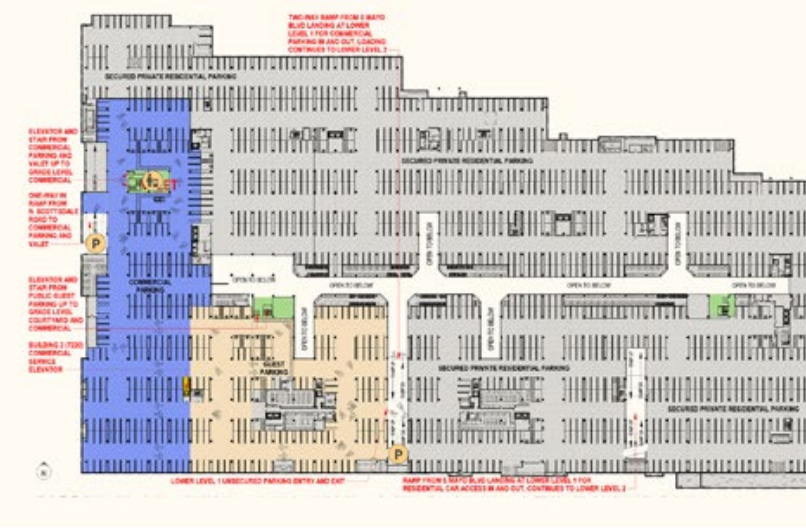 TWO-WAY RAMP FROM E MAYO
BLVD LANDING AT LOWER
LEVEL 1 FOR COMMERCIAL
PARKING IN AND OUT. LOADING
CONTINUES TO LOWER LEVEL 2
SECURED PRIVATE RESIDENTIAL PARKING
ELEVATOR AND
STAIR FROM
COMMERCIAL
PARKING AND
VALET UP TO
GRADE LEVEL
COMMERCIAL
SECURED PRIVATE RESIDENTIAL PARKING
ONE-WAY IN
RAMP FROM
N. SCOTTSDALE
ROAD TO
COMMERCIAL
PARKING AND
VALET
P
OPEN TO BELOW
OPEN TO BELOW
COMMERCIAL
PARKING
OPEN TO BELOW
OPEN TO BELOW
OPEN TO BELOW
OPEN TO BELOW
ELEVATOR AND
STAIR FROM
PUBLIC GUEST
PARKING UP TO
GRADE LEVEL
COURTYARD AND
COMMERCIAL
OPEN TO BELOW
OPEN TO BELOW
BUILDING 2 (7220)
COMMERCIAL
SERVICE
ELEVATOR
GUEST
PARKING
SECURED PRIVATE RESIDENTIAL PARKING
SECURED PRIVATE RESIDENTIAL PARKING
P
N
LOWER LEVEL 1 UNSECURED PARKING ENTRY AND EXIT
RAMP FROM E MAYO BLVD LANDING AT LOWER LEVEL 1 FOR
RESIDENTIAL CAR ACCESS IN AND OUT, CONTINUES TO LOWER LEVEL 2